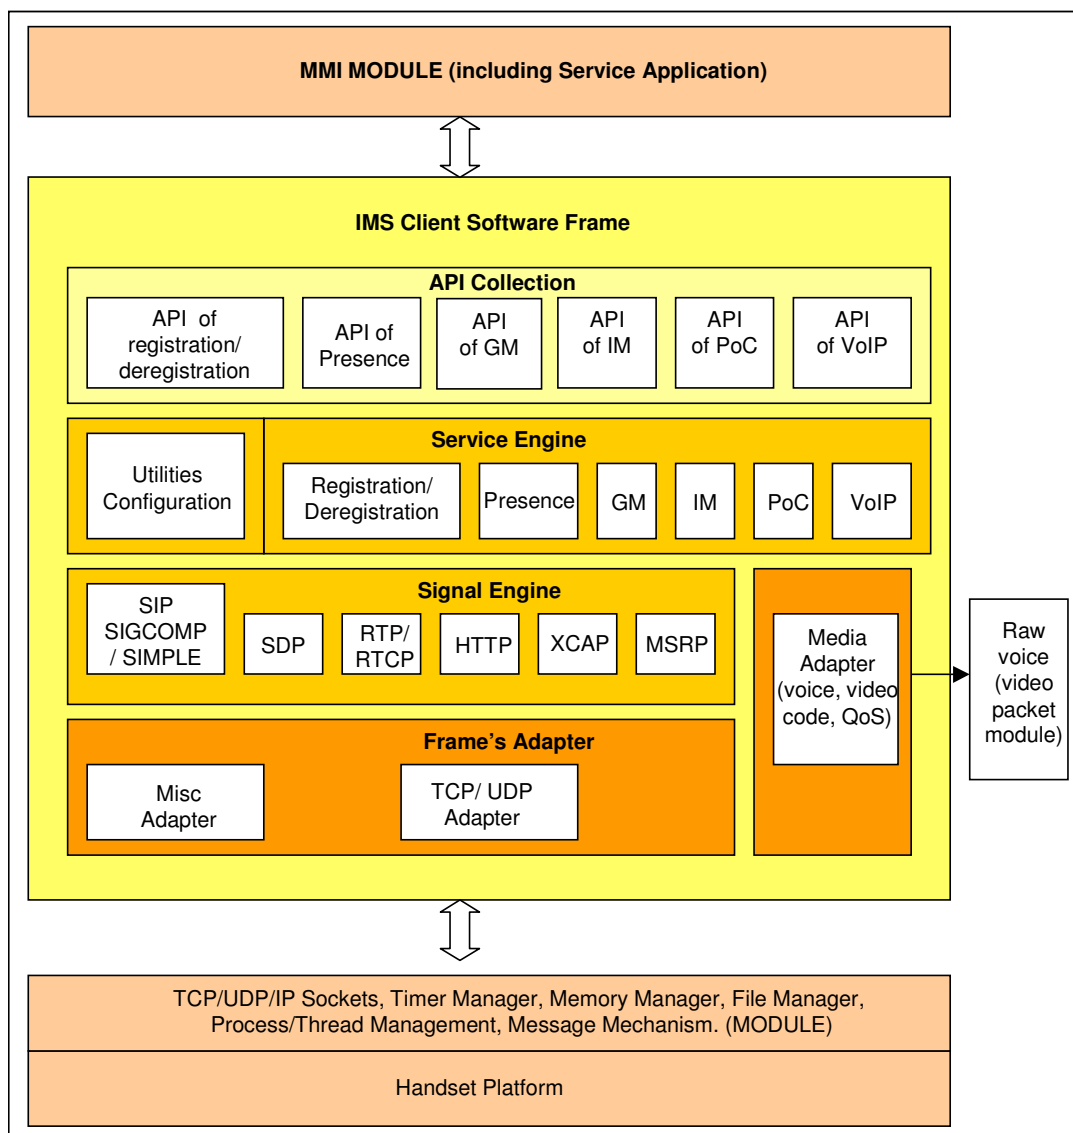 MMI MODULE (including Service Application)
IMS Client Software Frame
API Collection
API of
registration/
deregistration
API of
Presence
API
of GM
API
of IM
API
of PoC
API
of VoIP
Utilities
Configuration
Service Engine
Registration/
Deregistration
Presence
GM
IM
PoC
VoIP
Signal Engine
SIP
SIGCOMP
/ SIMPLE
SDP
RTP/
RTCP
HTTP
XCAP
MSRP
Media
Adapter
(voice, video
code, QoS)
Raw
voice
(video
packet
module)
Frame's Adapter
Misc
Adapter
TCP/ UDP
Adapter
TCP/UDP/IP Sockets, Timer Manager, Memory Manager, File Manager,
Process/Thread Management, Message Mechanism. (MODULE)
Handset Platform